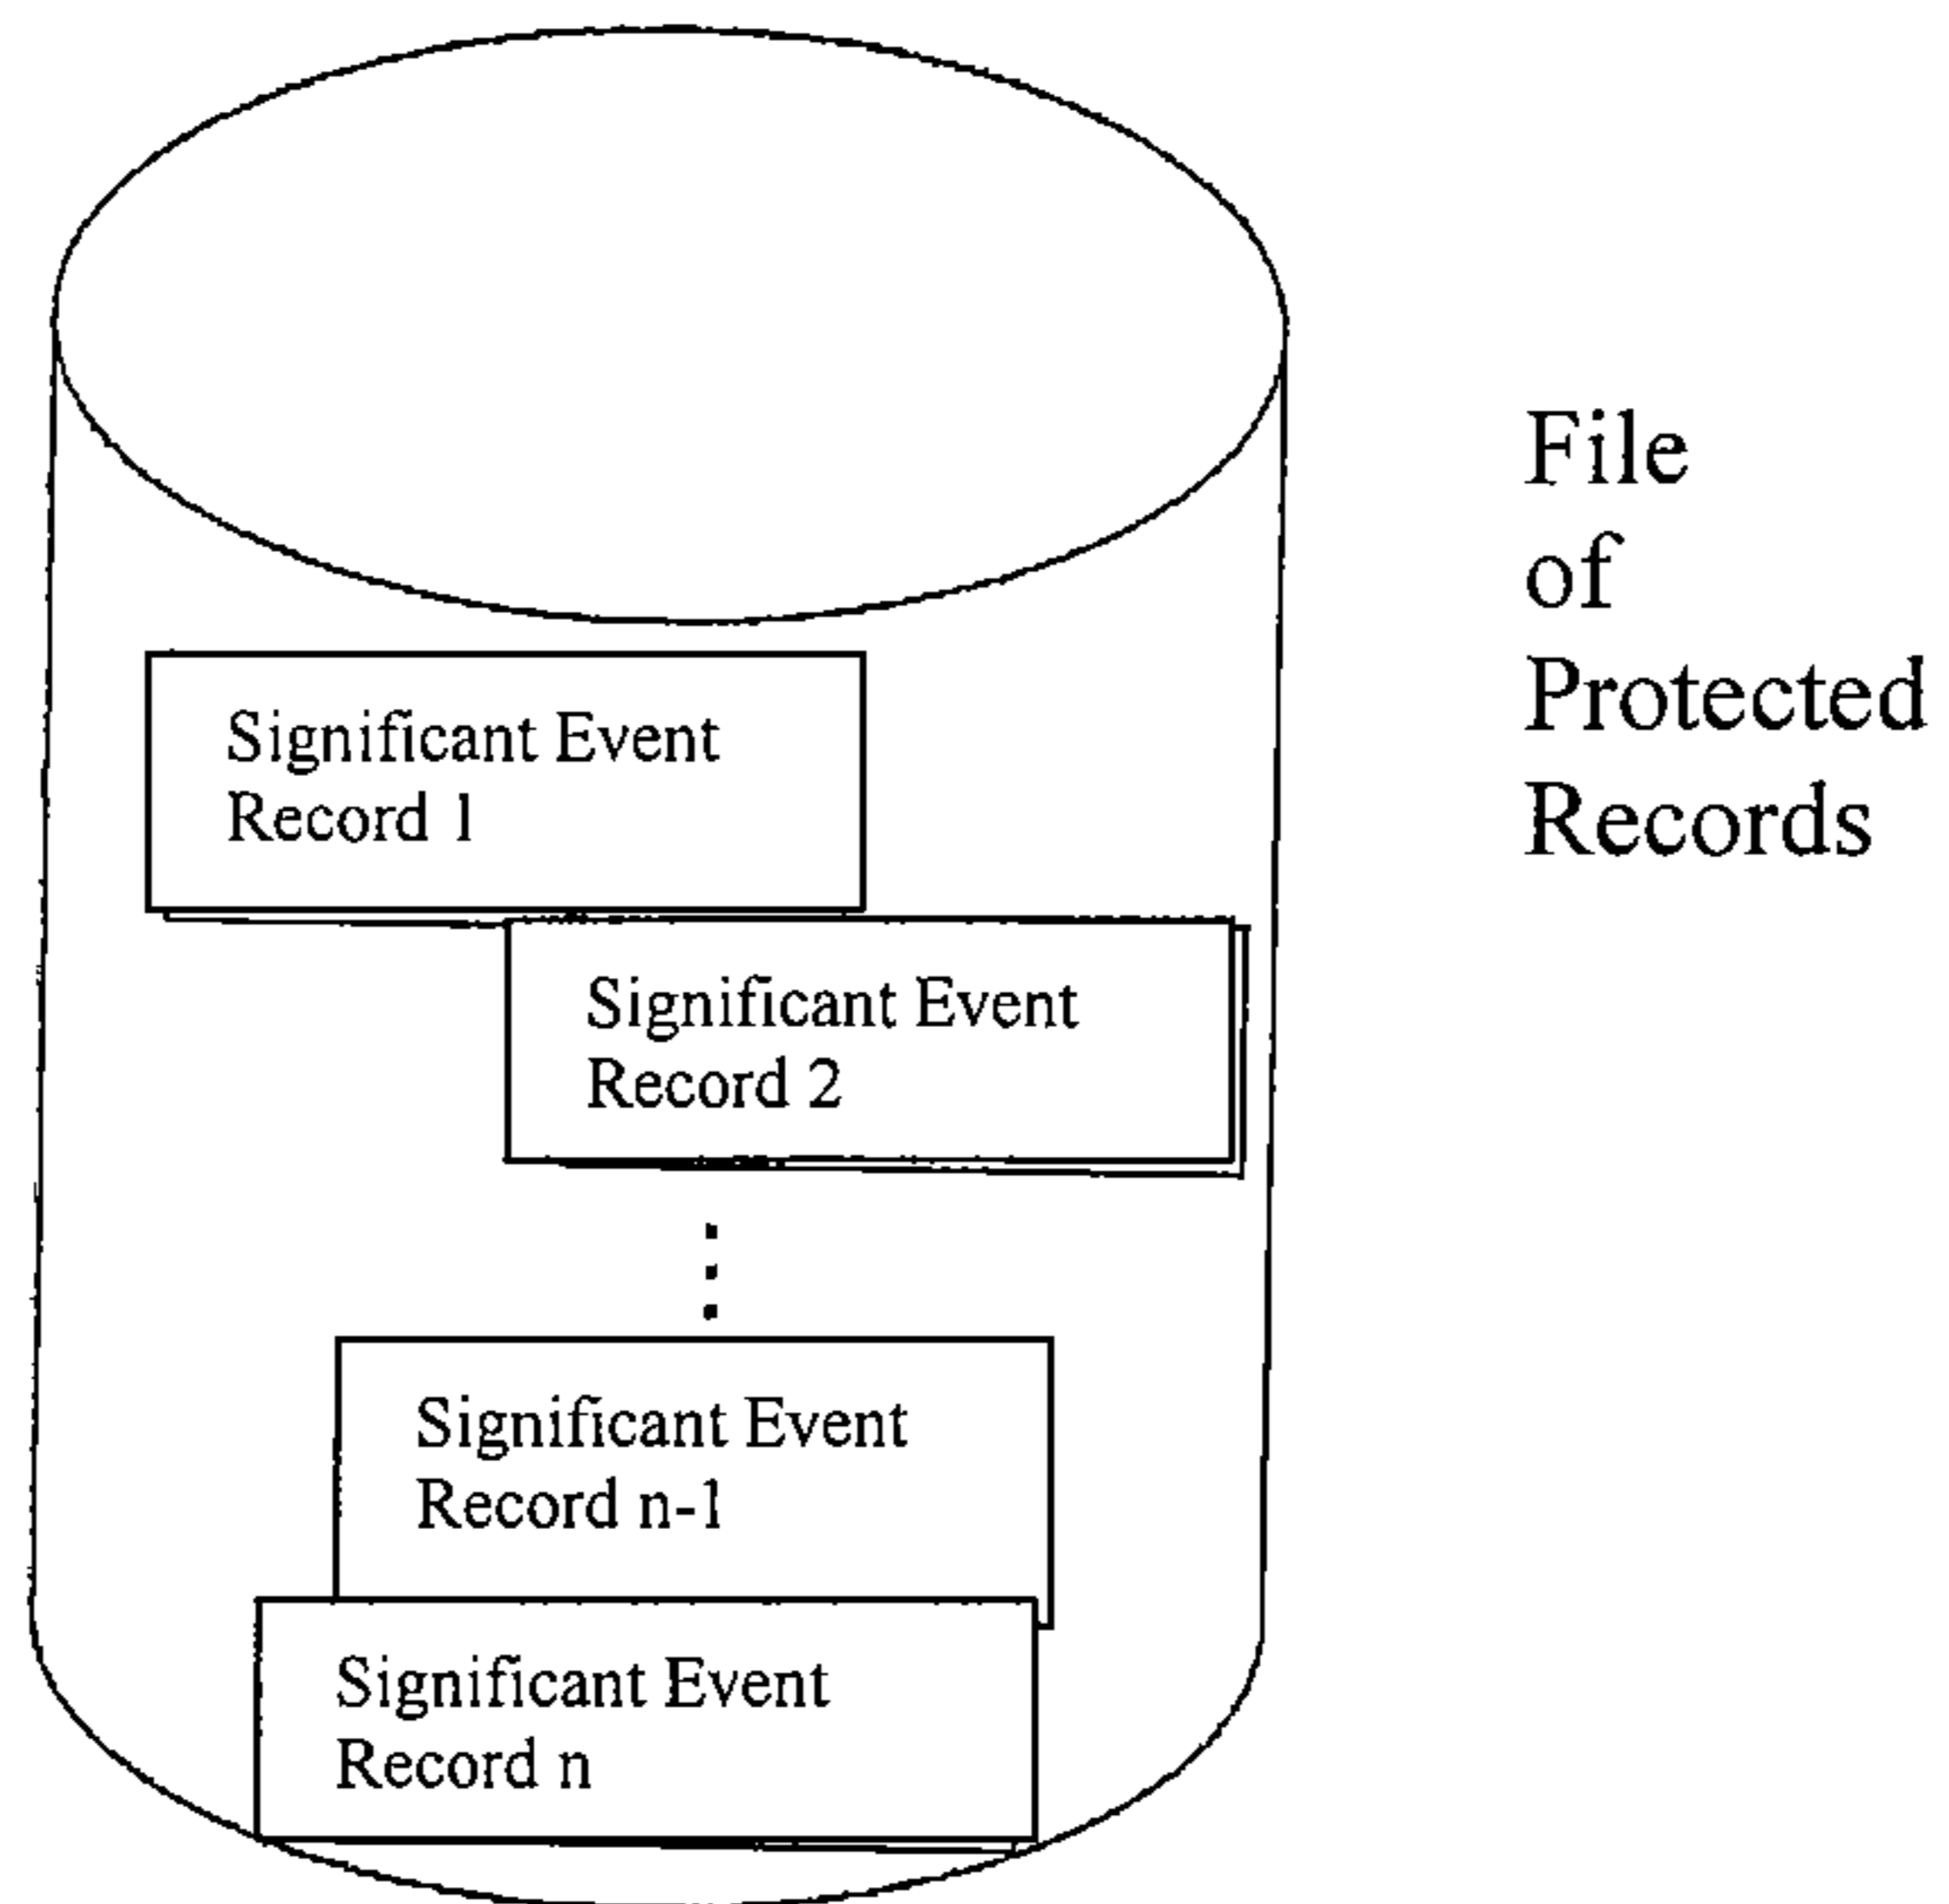 File
of
Protected
Records
Significant Event
Record 1
Significant Event
Record 2
Significant Event
Record n-1
Significant Event
Record n